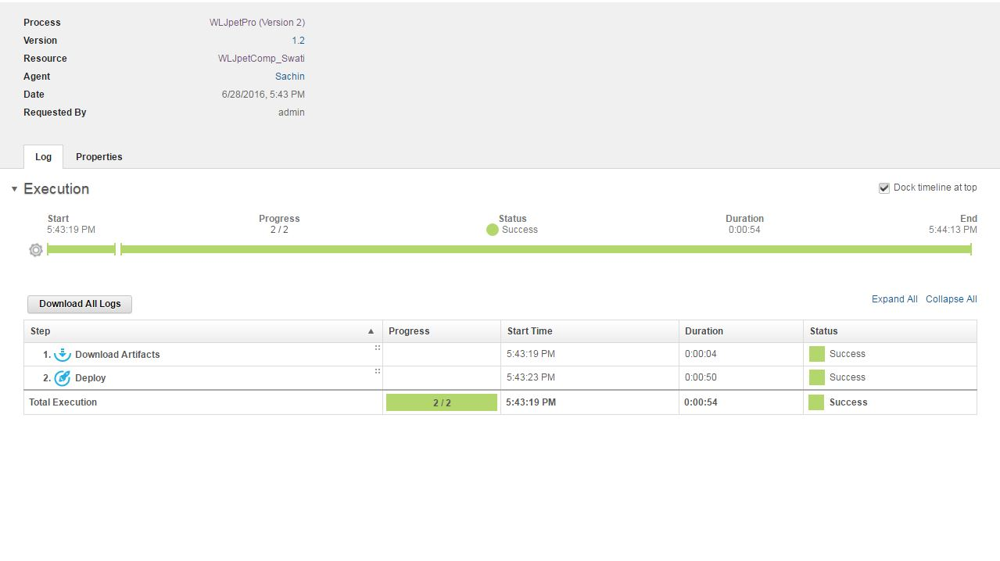 Process WLJpetPro (Version 2)
Version 1.2
Resource WLJpetComp_Swati
Agent Sachin
Date 6/28/2016, 5:43 PM
Requested By admin
Log Properties
Execution Dock timeline at top
Start Progress Status Duration End
5:43:19 PM 2 / 2 Success 0:00:54 5:44:13 PM
Download All Logs Expand All Collapse All
Step Progress Start Time Duration Status
1. Download Artifacts 5:43:19 PM 0:00:04 Success
2. Deploy 5:43:23 PM 0:00:50 Success
Total Execution 2 / 2 5:43:19 PM 0:00:54 Success